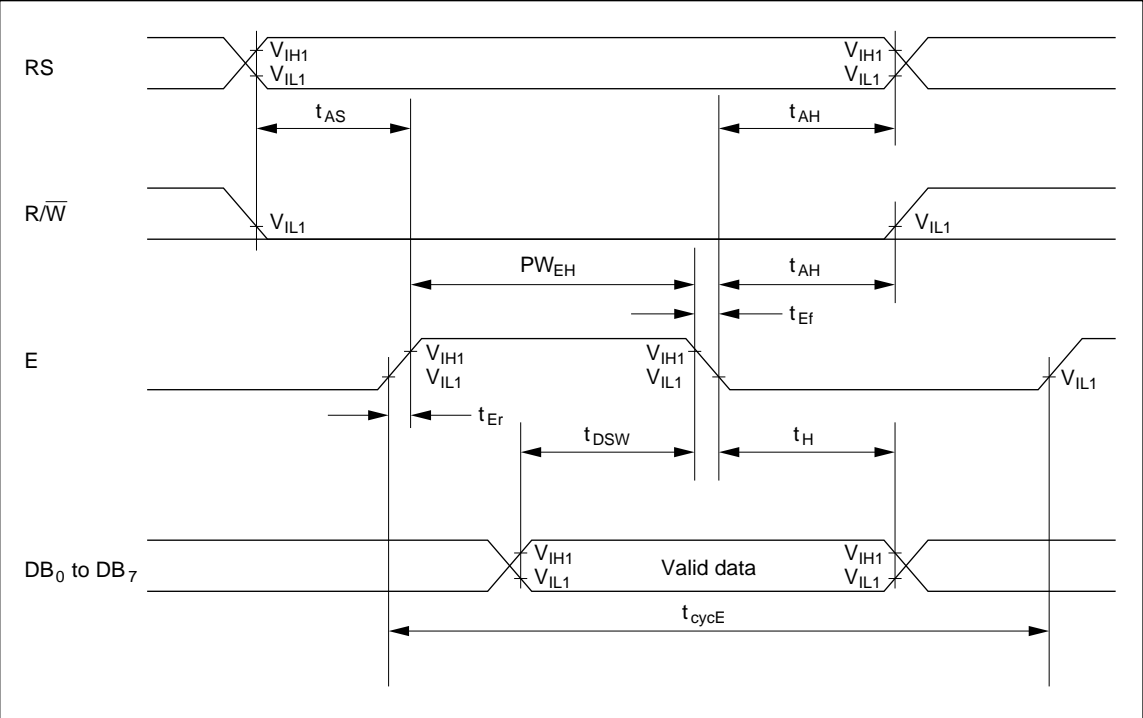 RS
V_IH1
V_IL1
V_IH1
V_IL1
t_AS
t_AH
R/W̅
V_IL1
V_IL1
PW_EH
t_AH
t_Ef
E
V_IH1
V_IL1
V_IH1
V_IL1
V_IL1
t_Er
t_DSW
t_H
DB_0 to DB_7
V_IH1
V_IL1
Valid data
V_IH1
V_IL1
t_cycE